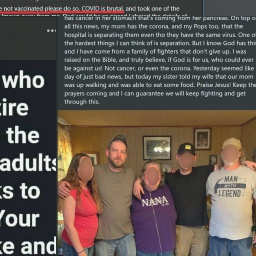 not vaccinated please do so, COVID is brutal, and took one of the
has cancer in her stomach that's coming from her pancreas. On top of
all this news, my mom has the corona, and my Pops too, that the
hospital is separating them even tho they have the same virus. One of
the hardest things I can think of is separation. But I know God has this
and I have come from a family of fighters that don't give up. I was
raised on the Bible, and truly believe, if God is for us, who could ever
be against us! Not cancer, or even the corona. Yesterday seemed like
day of just bad news, but today my sister told my wife that our mom
was up walking and was able to eat some food. Praise Jesus! Keep the
prayers coming and I can guarantee we will keep fighting and get
through this.
who
tire
the
adults
ks to
Your
ke and
NANA
MAN
MYTH
LEGEND